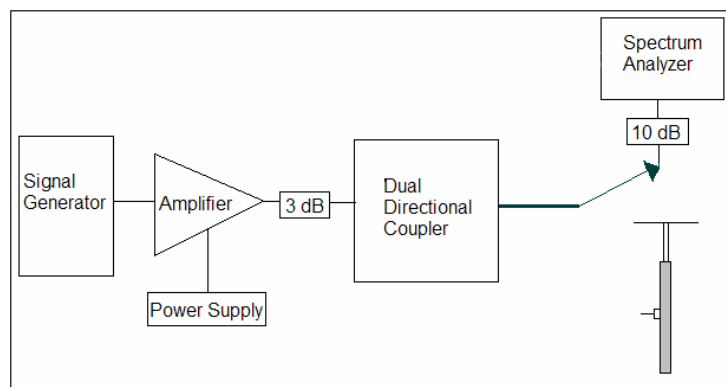 Spectrum
Analyzer
10 dB
Signal
Generator
Amplifier
3 dB
Dual
Directional
Coupler
Power Supply